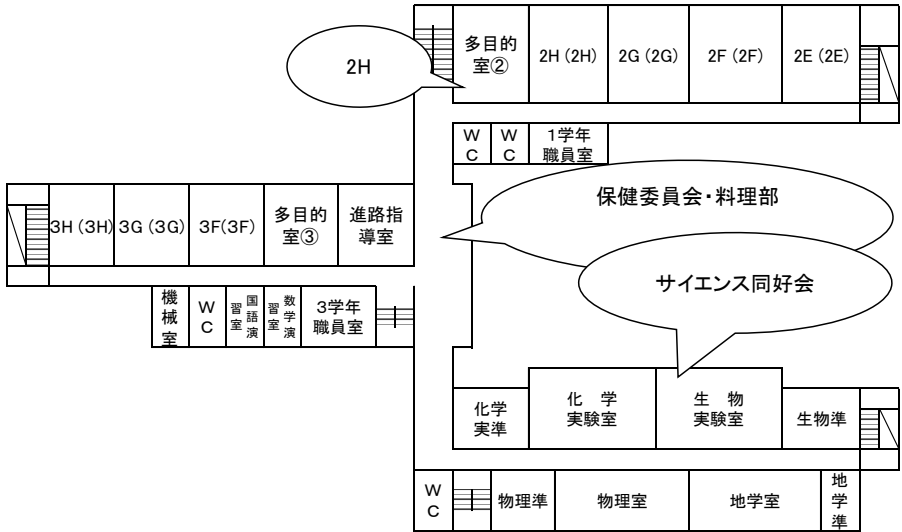 2H
多目的
室②
2H (2H)
2G (2G)
2F (2F)
2E (2E)
W
C
W
C
1学年
職員室
保健委員会・料理部
3H (3H)
3G (3G)
3F(3F)
多目的
室③
進路指
導室
サイエンス同好会
機
械
室
W
C
国語演
習室
数学演
習室
3学年
職員室
化学
実準
化　学
実験室
生　物
実験室
生物準
W
C
物理準
物理室
地学室
地
学
準